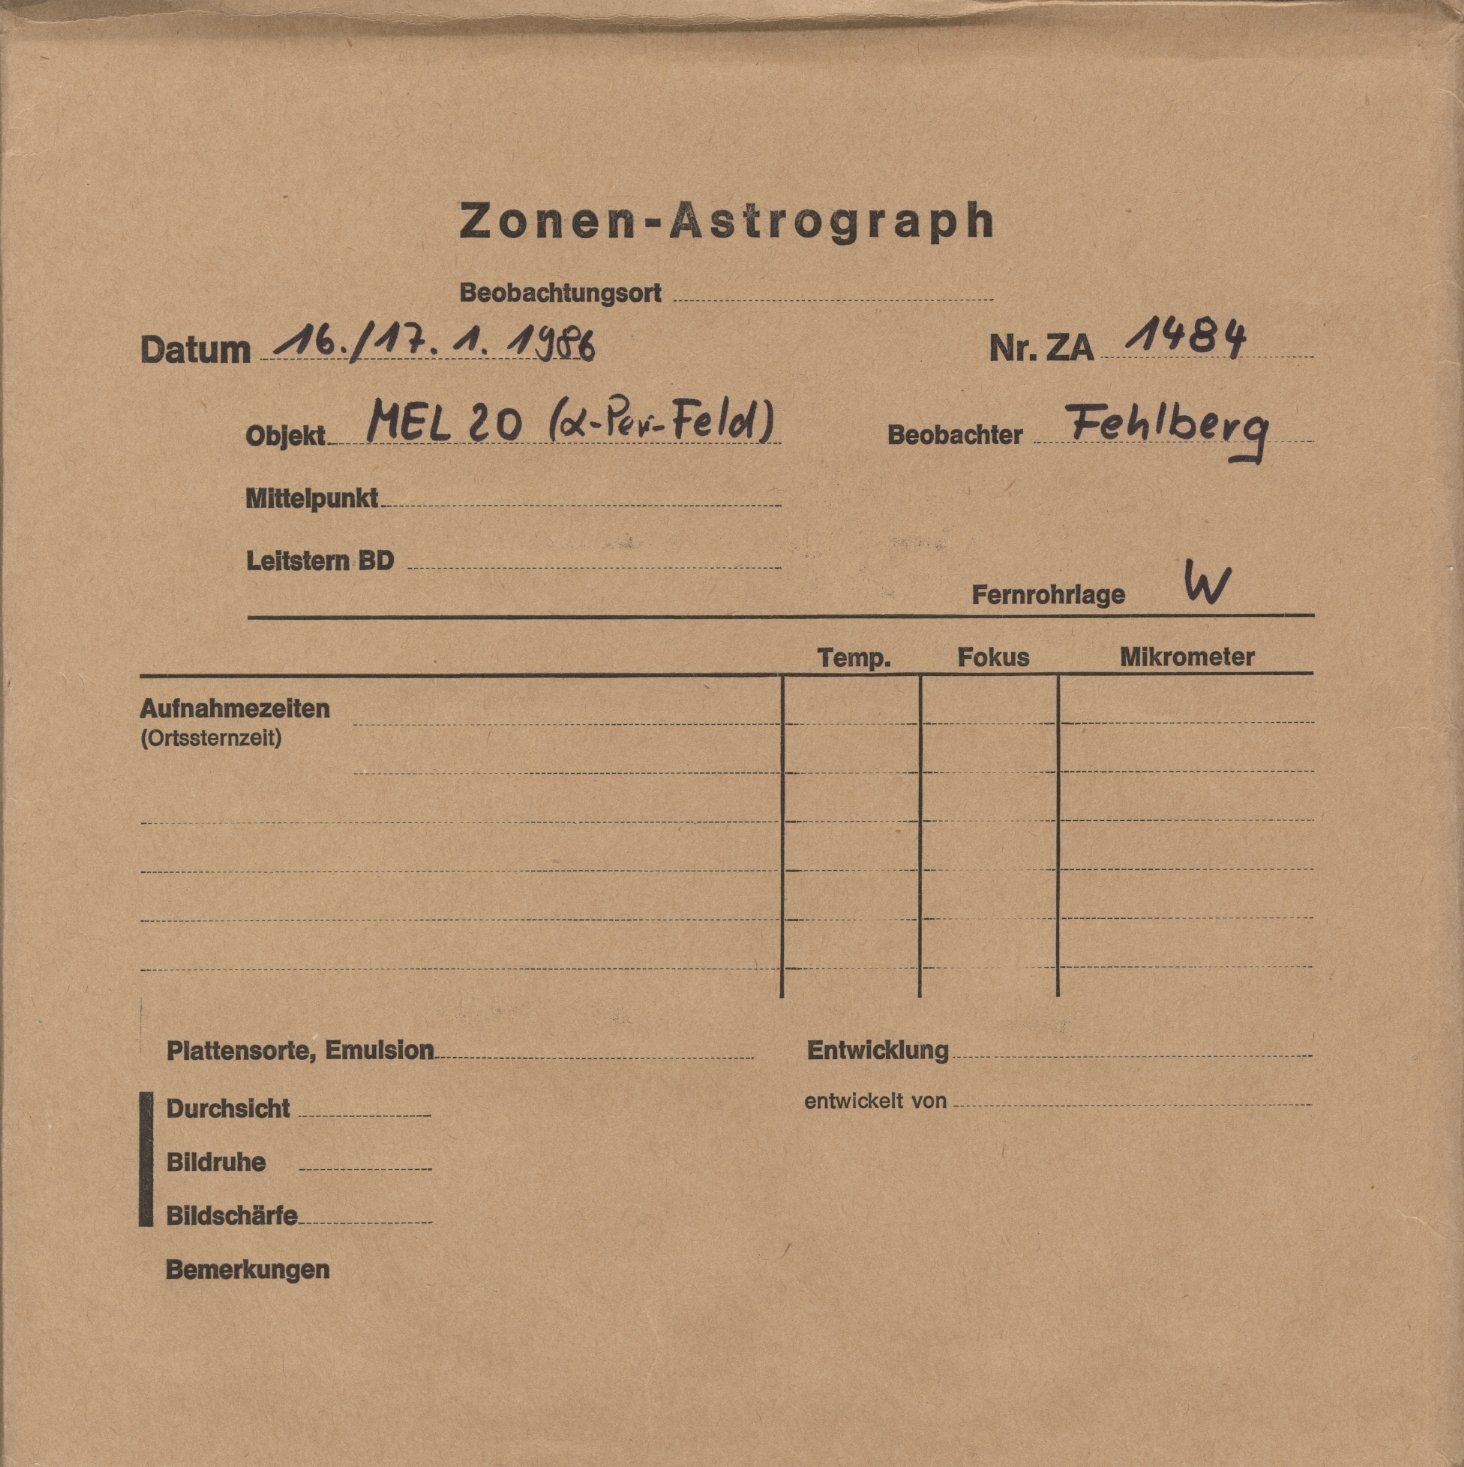 Zonen-Astrograph
Beobachtungsort
Datum 16./17. 1. 1986 Nr. ZA 1484
Objekt MEL 20 (α-Per-Feld) Beobachter Fehlberg
Mittelpunkt
Leitstern BD
Fernrohrlage W
Temp. Fokus Mikrometer
Aufnahmezeiten
(Ortssternzeit)
Plattensorte, Emulsion Entwicklung
Durchsicht entwickelt von
Bildruhe
Bildschärfe
Bemerkungen